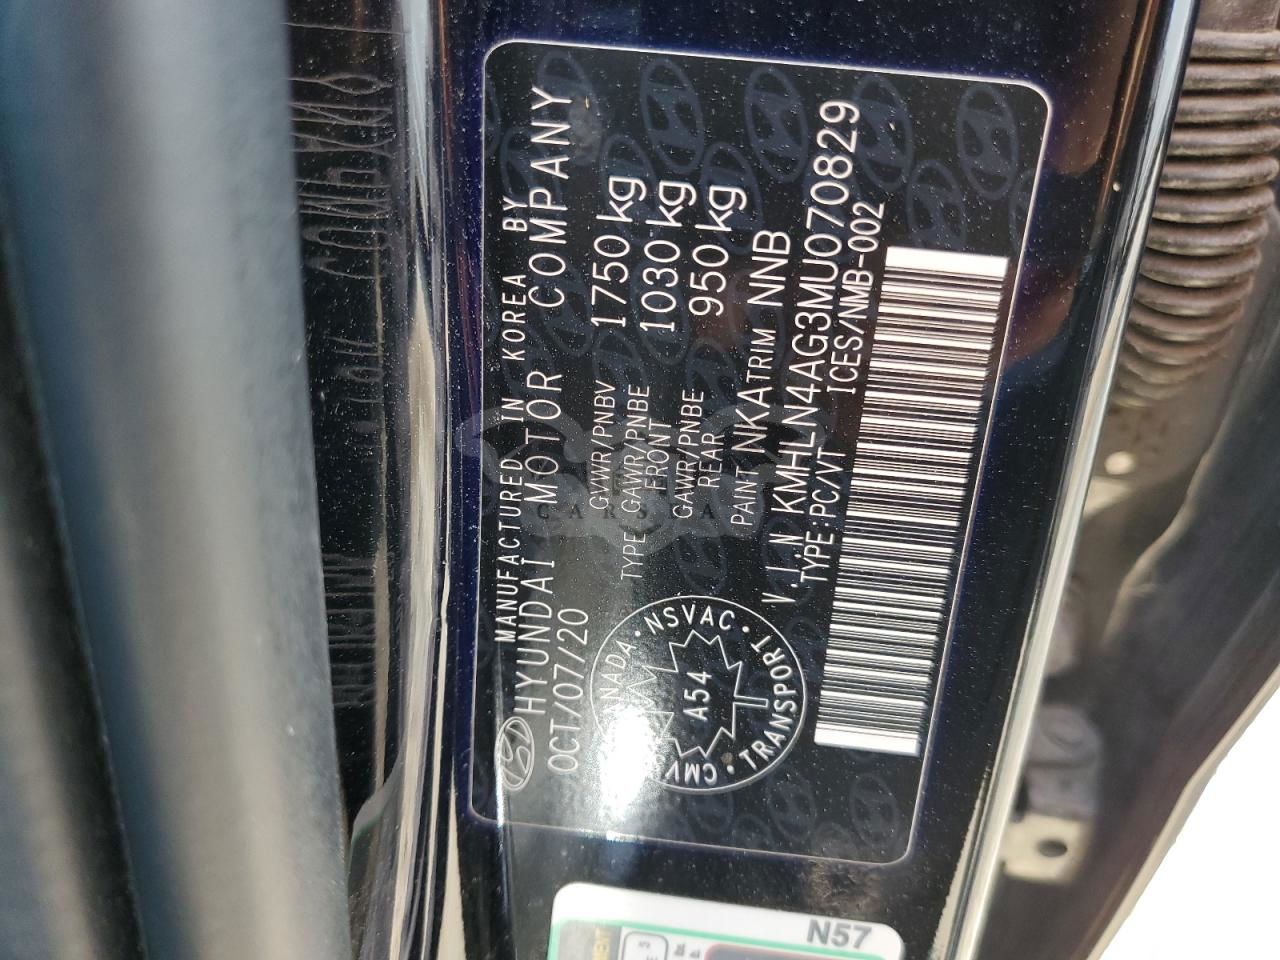 MANUFACTURED IN KOREA BY
HYUNDAI MOTOR COMPANY
OCT/07/20
GVWR/PNBV 1750 kg
TYPE GAWR/PNBE FRONT 1030 kg
GAWR/PNBE REAR 950 kg
PAINT NKA TRIM NNB
V.I.N KMHLN4AG3MU070829
TYPE:PC/VT ICES/NMB-002
NSVAC
A54
TRANSPORT
CARSUA
N57